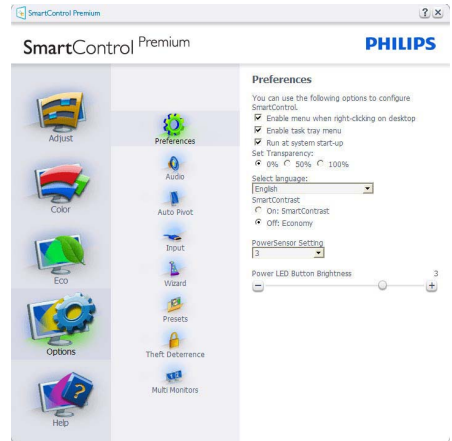 SmartControl Premium
SmartControl Premium
PHILIPS
Adjust
Color
Eco
Options
Help
Preferences
Audio
Auto Pivot
Input
Wizard
Presets
Theft Deterrence
Multi Monitors
Preferences
You can use the following options to configure
SmartControl.
Enable menu when right-clicking on desktop
Enable task tray menu
Run at system start-up
Set Transparency:
0% 50% 100%
Select language:
English
SmartContrast
On: SmartContrast
Off: Economy
PowerSensor Setting
3
Power LED Button Brightness 3